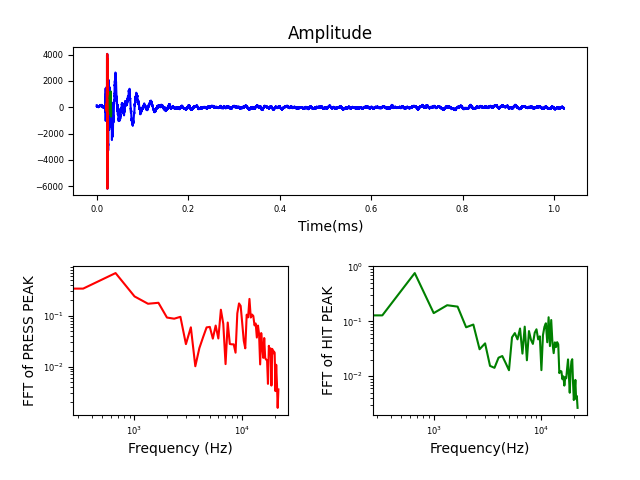 Amplitude
4000
2000
0
−2000
−4000
−6000
0.0 0.2 0.4 0.6 0.8 1.0
Time(ms)
FFT of PRESS PEAK
10⁻¹
10⁻²
10³ 10⁴
Frequency (Hz)
FFT of HIT PEAK
10⁰
10⁻¹
10⁻²
10³ 10⁴
Frequency(Hz)